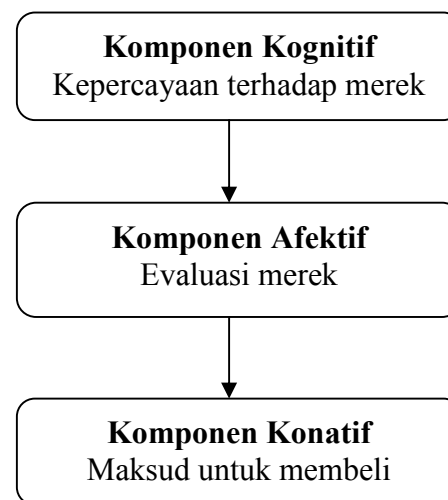 Komponen Kognitif
Kepercayaan terhadap merek
Komponen Afektif
Evaluasi merek
Komponen Konatif
Maksud untuk membeli